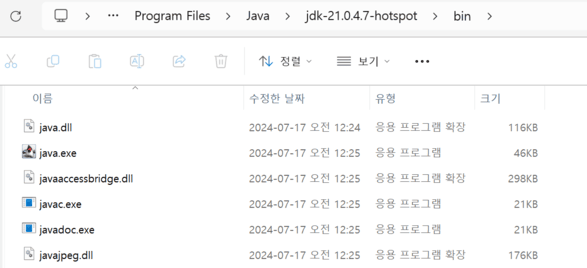 … Program Files > Java > jdk-21.0.4.7-hotspot > bin >
정렬 보기 …
이름 수정한 날짜 유형 크기
java.dll 2024-07-17 오전 12:24 응용 프로그램 확장 116KB
java.exe 2024-07-17 오전 12:25 응용 프로그램 46KB
javaaccessbridge.dll 2024-07-17 오전 12:25 응용 프로그램 확장 298KB
javac.exe 2024-07-17 오전 12:25 응용 프로그램 21KB
javadoc.exe 2024-07-17 오전 12:25 응용 프로그램 21KB
javajpeg.dll 2024-07-17 오전 12:25 응용 프로그램 확장 176KB